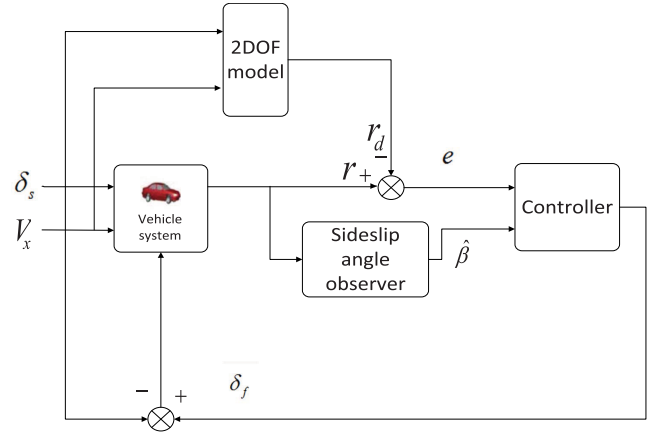 2DOF
model
r_d
−
e
r +
δ_s
Vehicle
system
Controller
V_x
Sideslip
angle
observer
β̂
− +
δ_f